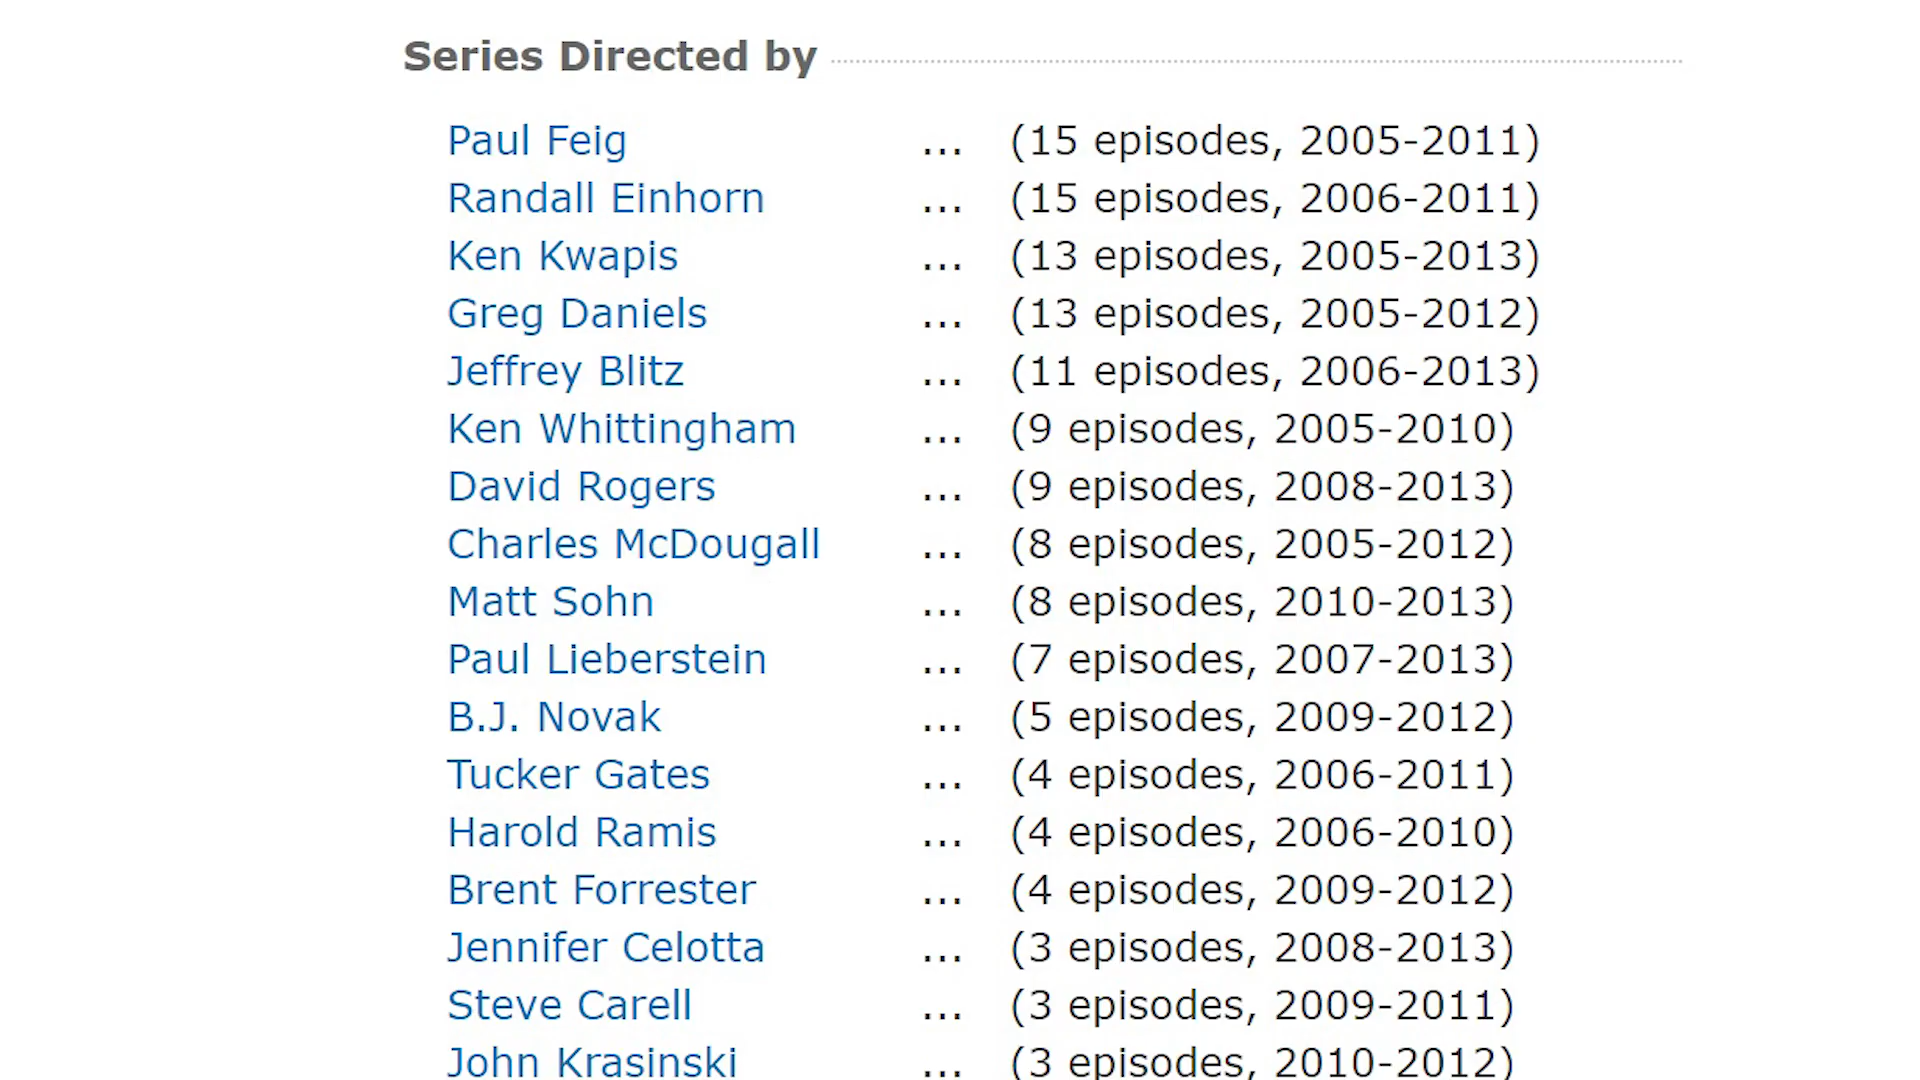 Series Directed by
Paul Feig ... (15 episodes, 2005-2011)
Randall Einhorn ... (15 episodes, 2006-2011)
Ken Kwapis ... (13 episodes, 2005-2013)
Greg Daniels ... (13 episodes, 2005-2012)
Jeffrey Blitz ... (11 episodes, 2006-2013)
Ken Whittingham ... (9 episodes, 2005-2010)
David Rogers ... (9 episodes, 2008-2013)
Charles McDougall ... (8 episodes, 2005-2012)
Matt Sohn ... (8 episodes, 2010-2013)
Paul Lieberstein ... (7 episodes, 2007-2013)
B.J. Novak ... (5 episodes, 2009-2012)
Tucker Gates ... (4 episodes, 2006-2011)
Harold Ramis ... (4 episodes, 2006-2010)
Brent Forrester ... (4 episodes, 2009-2012)
Jennifer Celotta ... (3 episodes, 2008-2013)
Steve Carell ... (3 episodes, 2009-2011)
John Krasinski ... (3 episodes, 2010-2012)